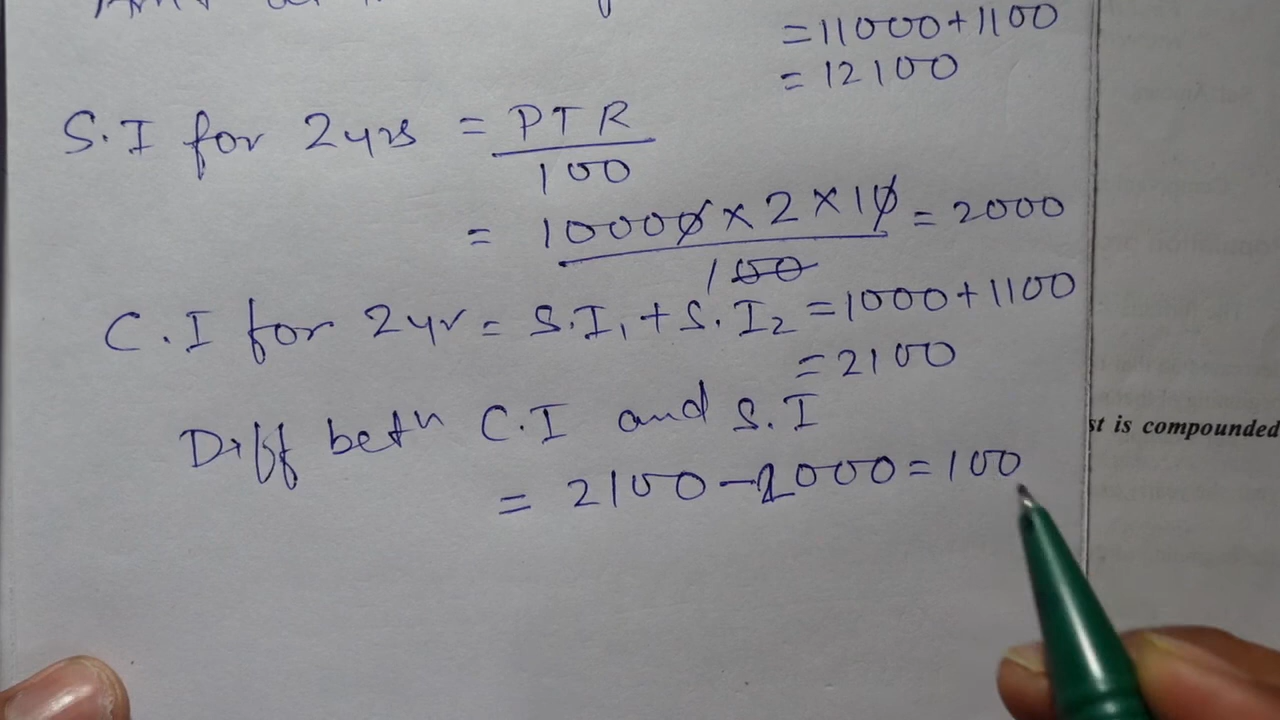 =11000+1100
=12100
S.I for 2yrs = PTR
100
= 10000×2×10 = 2000
100
C.I for 2yr = S.I₁+S.I₂ =1000+1100
=2100
Diff betn C.I and S.I
= 2100-2000=100
st is compounded